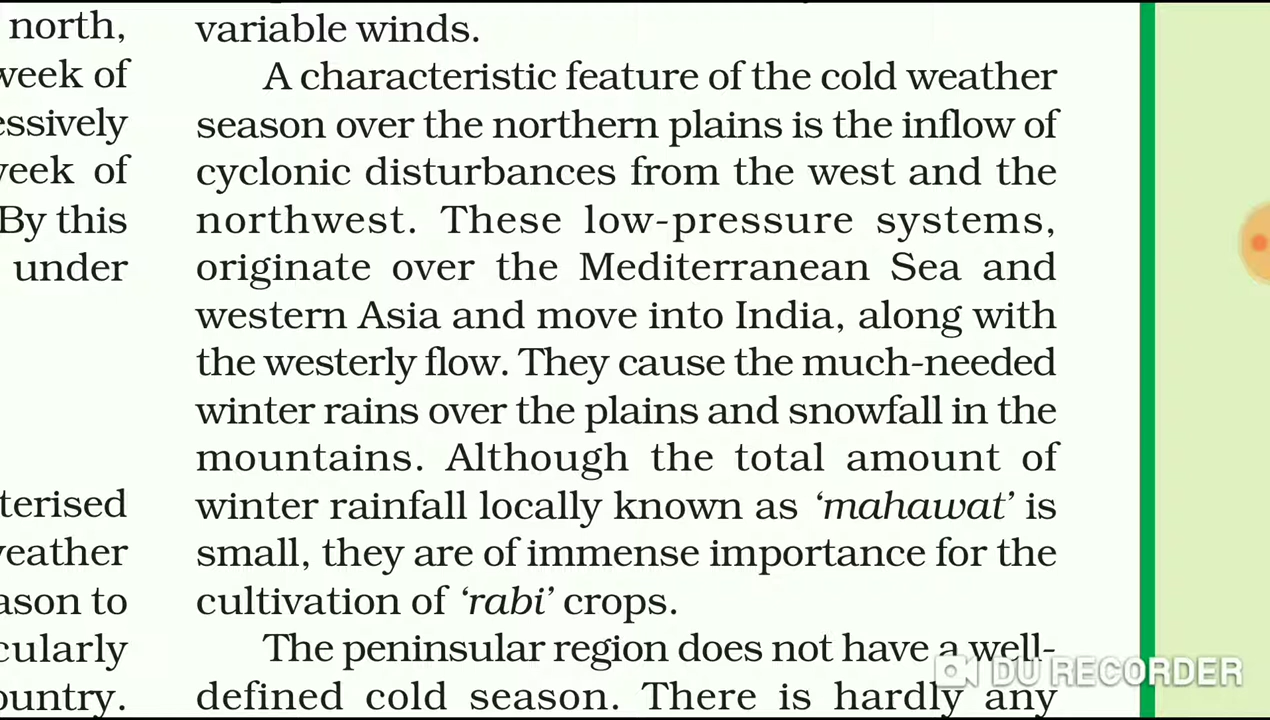 north,
week of
essively
week of
By this
under
terised
weather
ason to
cularly
ountry.
variable winds.
A characteristic feature of the cold weather
season over the northern plains is the inflow of
cyclonic disturbances from the west and the
northwest. These low-pressure systems,
originate over the Mediterranean Sea and
western Asia and move into India, along with
the westerly flow. They cause the much-needed
winter rains over the plains and snowfall in the
mountains. Although the total amount of
winter rainfall locally known as ‘mahawat’ is
small, they are of immense importance for the
cultivation of ‘rabi’ crops.
The peninsular region does not have a well-
defined cold season. There is hardly any
DU RECORDER